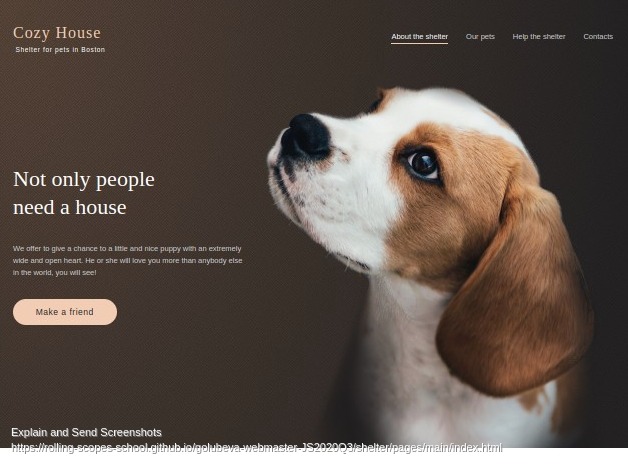 Cozy House
Shelter for pets in Boston
About the shelter
Our pets
Help the shelter
Contacts
Not only people
need a house
We offer to give a chance to a little and nice puppy with an extremely
wide and open heart. He or she will love you more than anybody else
in the world, you will see!
Make a friend
Explain and Send Screenshots
https://rolling-scopes-school.github.io/golubeva-webmaster-JS2020Q3/shelter/pages/main/index.html